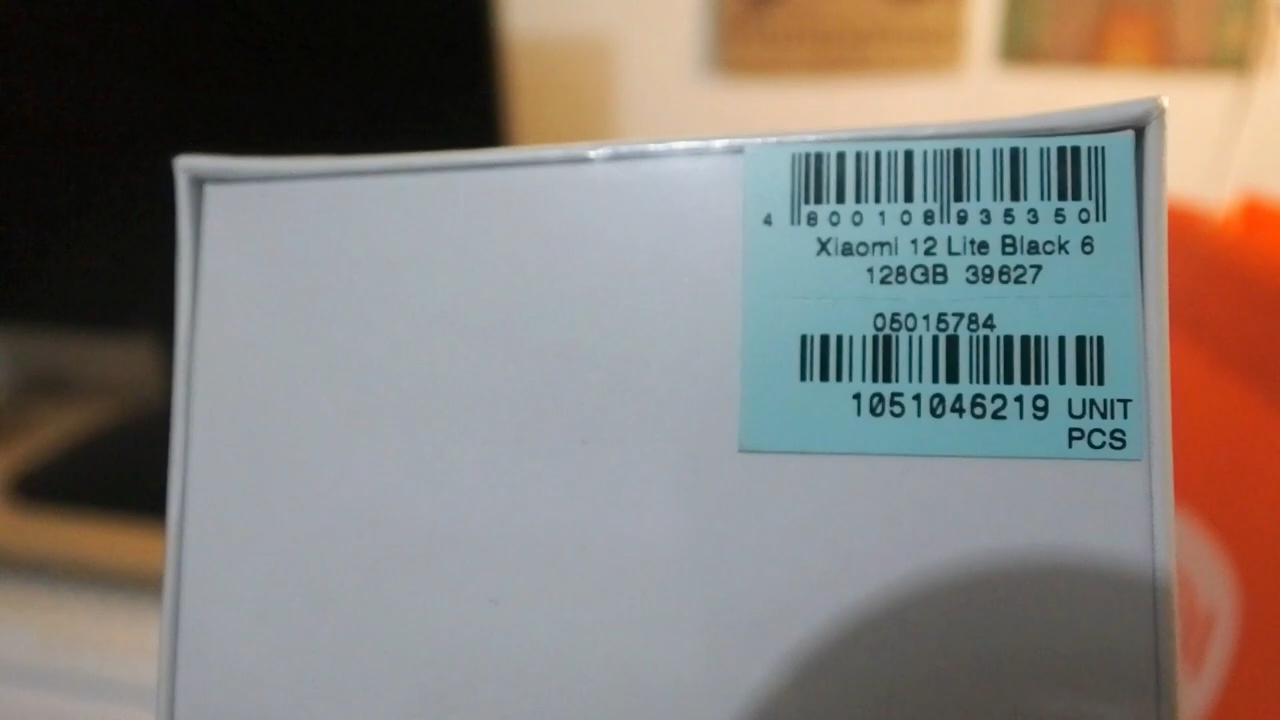 4 800108 935350
Xiaomi 12 Lite Black 6
128GB 39627
05015784
1051046219 UNIT
PCS